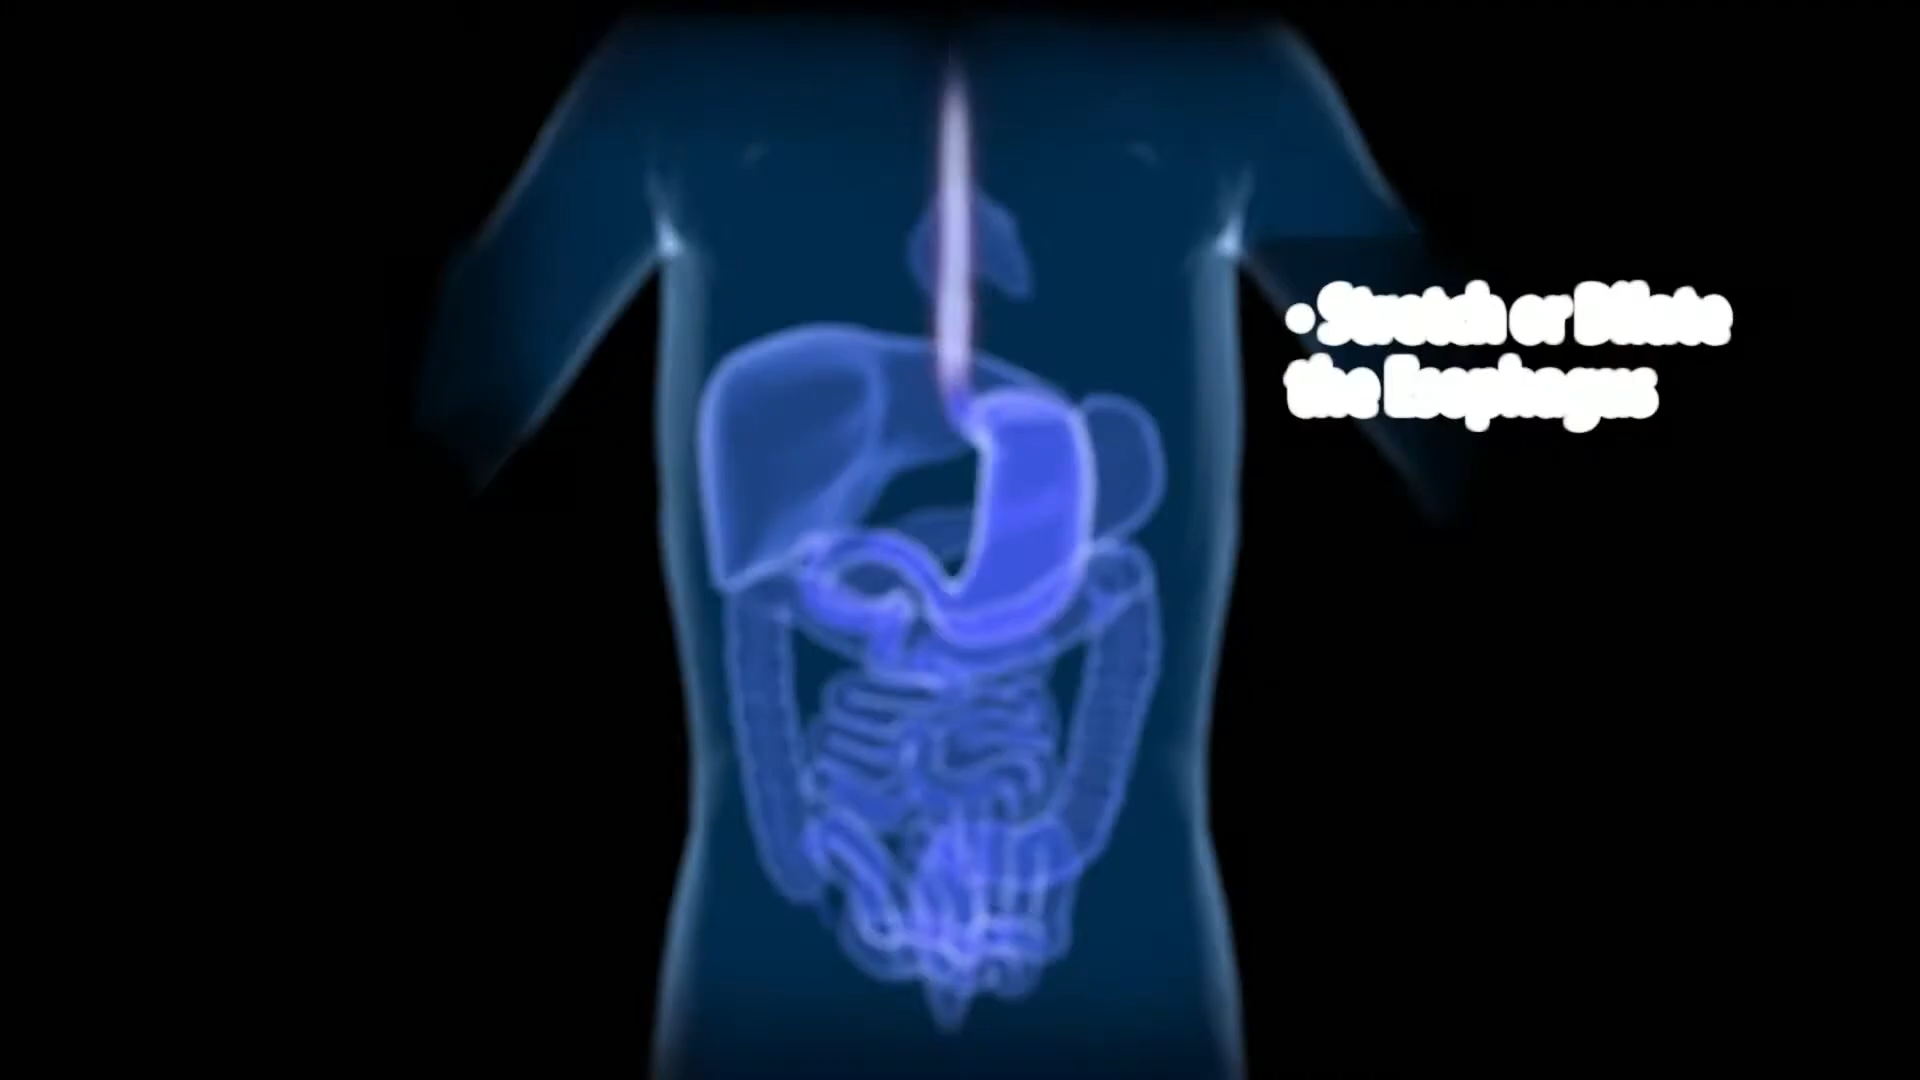 • Stretch or Dilate
the Esophagus